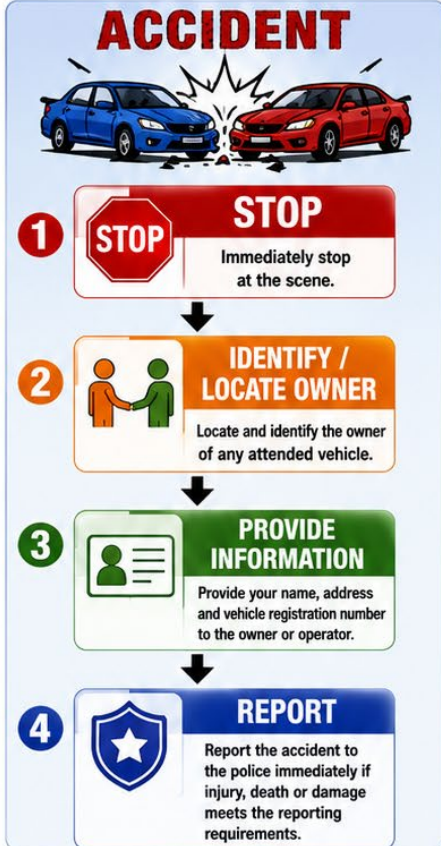 ACCIDENT
1
STOP
STOP
Immediately stop
at the scene.
2
IDENTIFY /
LOCATE OWNER
Locate and identify the owner
of any attended vehicle.
3
PROVIDE
INFORMATION
Provide your name, address
and vehicle registration number
to the owner or operator.
4
REPORT
Report the accident to
the police immediately if
injury, death or damage
meets the reporting
requirements.